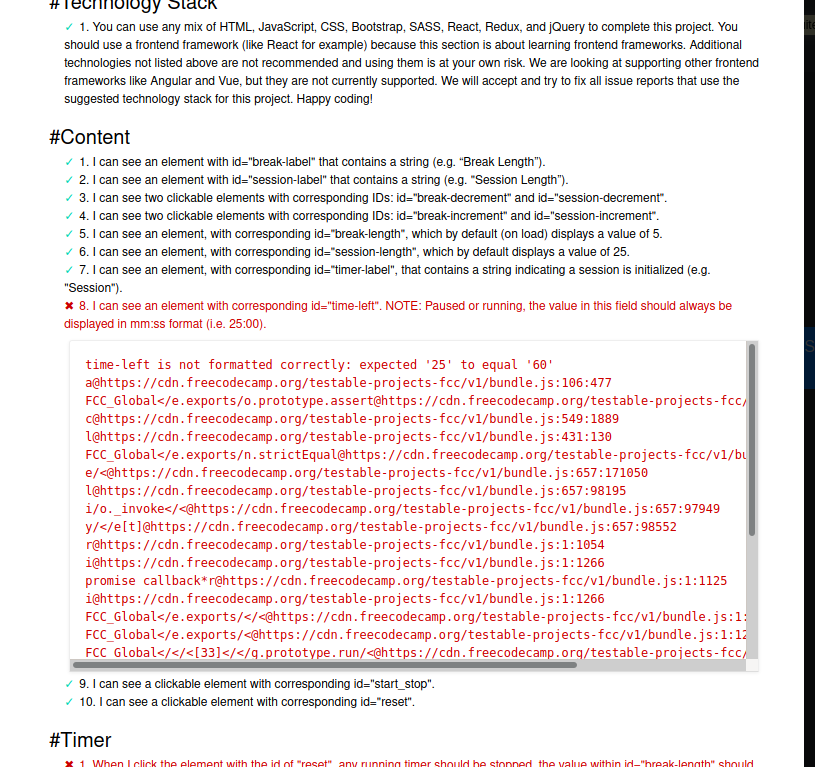 #Technology Stack
✓ 1. You can use any mix of HTML, JavaScript, CSS, Bootstrap, SASS, React, Redux, and jQuery to complete this project. You
should use a frontend framework (like React for example) because this section is about learning frontend frameworks. Additional
technologies not listed above are not recommended and using them is at your own risk. We are looking at supporting other frontend
frameworks like Angular and Vue, but they are not currently supported. We will accept and try to fix all issue reports that use the
suggested technology stack for this project. Happy coding!
#Content
✓ 1. I can see an element with id="break-label" that contains a string (e.g. “Break Length”).
✓ 2. I can see an element with id="session-label" that contains a string (e.g. "Session Length”).
✓ 3. I can see two clickable elements with corresponding IDs: id="break-decrement" and id="session-decrement".
✓ 4. I can see two clickable elements with corresponding IDs: id="break-increment" and id="session-increment”.
✓ 5. I can see an element, with corresponding id="break-length", which by default (on load) displays a value of 5.
✓ 6. I can see an element, with corresponding id="session-length", which by default displays a value of 25.
✓ 7. I can see an element, with corresponding id="timer-label", that contains a string indicating a session is initialized (e.g.
"Session").
✖ 8. I can see an element with corresponding id="time-left". NOTE: Paused or running, the value in this field should always be
displayed in mm:ss format (i.e. 25:00).
time-left is not formatted correctly: expected '25' to equal '60'
a@https://cdn.freecodecamp.org/testable-projects-fcc/v1/bundle.js:106:477
FCC_Global</e.exports/o.prototype.assert@https://cdn.freecodecamp.org/testable-projects-fcc/
c@https://cdn.freecodecamp.org/testable-projects-fcc/v1/bundle.js:549:1889
l@https://cdn.freecodecamp.org/testable-projects-fcc/v1/bundle.js:431:130
FCC_Global</e.exports/n.strictEqual@https://cdn.freecodecamp.org/testable-projects-fcc/v1/bu
e/<@https://cdn.freecodecamp.org/testable-projects-fcc/v1/bundle.js:657:171050
l@https://cdn.freecodecamp.org/testable-projects-fcc/v1/bundle.js:657:98195
i/o._invoke</<@https://cdn.freecodecamp.org/testable-projects-fcc/v1/bundle.js:657:97949
y/</e[t]@https://cdn.freecodecamp.org/testable-projects-fcc/v1/bundle.js:657:98552
r@https://cdn.freecodecamp.org/testable-projects-fcc/v1/bundle.js:1:1054
i@https://cdn.freecodecamp.org/testable-projects-fcc/v1/bundle.js:1:1266
promise callback*r@https://cdn.freecodecamp.org/testable-projects-fcc/v1/bundle.js:1:1125
i@https://cdn.freecodecamp.org/testable-projects-fcc/v1/bundle.js:1:1266
FCC_Global</e.exports/</<@https://cdn.freecodecamp.org/testable-projects-fcc/v1/bundle.js:1:
FCC_Global</e.exports/<@https://cdn.freecodecamp.org/testable-projects-fcc/v1/bundle.js:1:12
FCC_Global</</<[33]</</g.prototype.run/<@https://cdn.freecodecamp.org/testable-projects-fcc/
✓ 9. I can see a clickable element with corresponding id="start_stop".
✓ 10. I can see a clickable element with corresponding id="reset".
#Timer
✖ 1. When I click the element with the id of "reset", any running timer should be stopped, the value within id="break-length" should